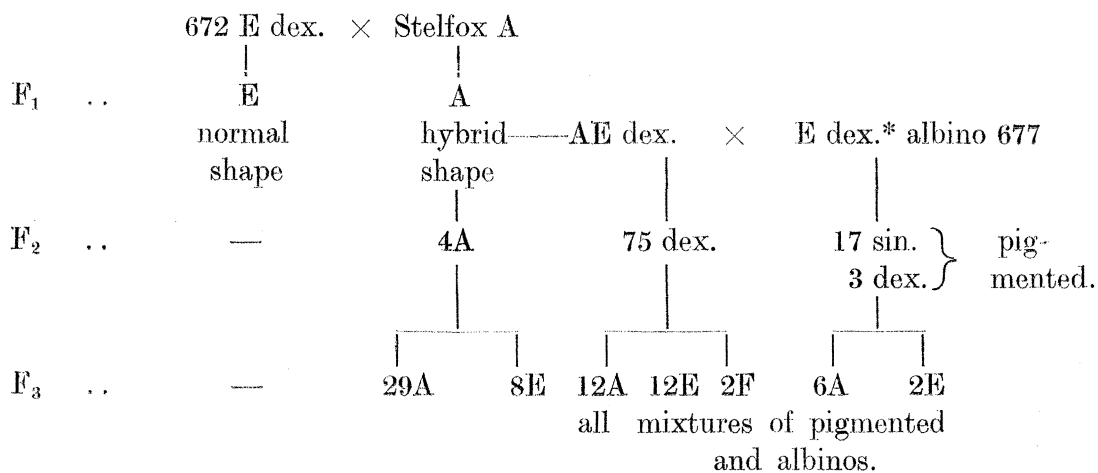 672 E dex. × Stelfox A
F₁ .. E A
normal hybrid AE dex. × E dex.* albino 677
shape shape
F₂ .. — 4A 75 dex. 17 sin. } pig-
3 dex. mented.
F₃ .. — 29A 8E 12A 12E 2F 6A 2E
all mixtures of pigmented
and albinos.